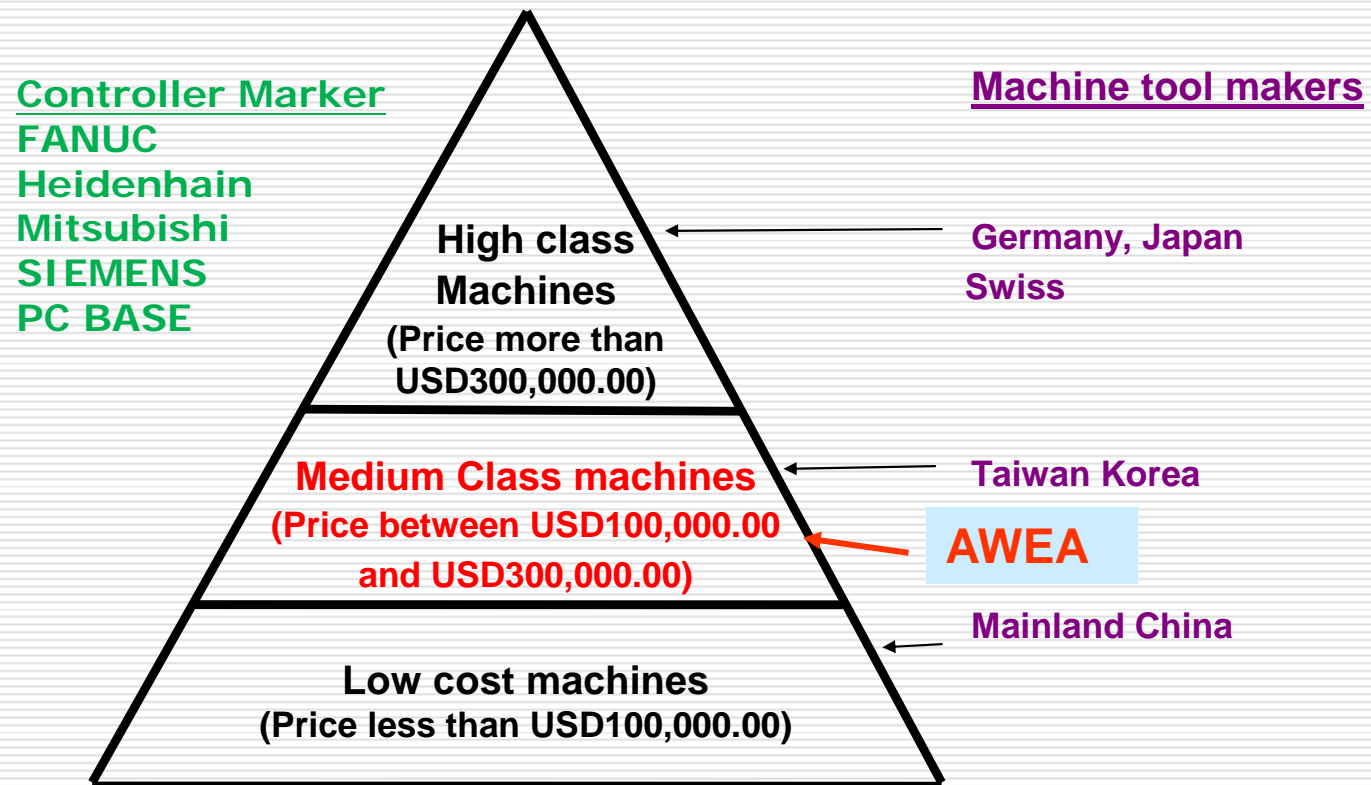 Controller Marker
FANUC
Heidenhain
Mitsubishi
SIEMENS
PC BASE
Machine tool makers
High class
Machines
(Price more than
USD300,000.00)
Germany, Japan
Swiss
Medium Class machines
(Price between USD100,000.00
and USD300,000.00)
Taiwan Korea
AWEA
Mainland China
Low cost machines
(Price less than USD100,000.00)